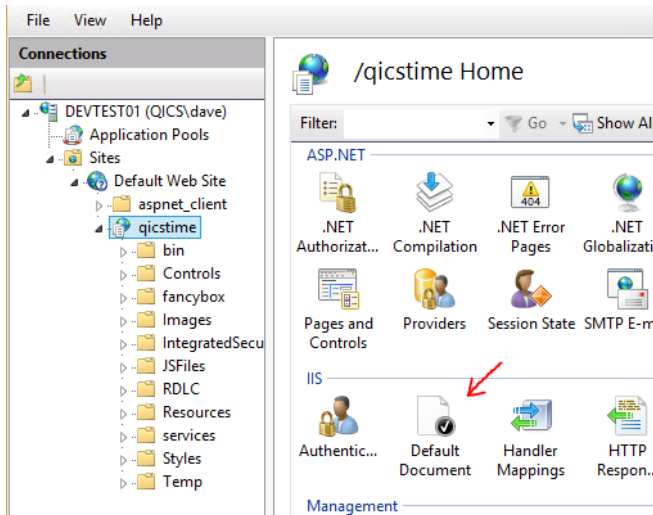 File View Help
Connections
DEVTEST01 (QICS\dave)
Application Pools
Sites
Default Web Site
aspnet_client
qicstime
bin
Controls
fancybox
Images
IntegratedSecu
JSFiles
RDLC
Resources
services
Styles
Temp
/qicstime Home
Filter: Go Show Al
ASP.NET
.NET Authorizat...
.NET Compilation
404
.NET Error Pages
.NET Globalizati
Pages and Controls
Providers
Session State
SMTP E-m
IIS
Authentic...
Default Document
Handler Mappings
HTTP Respon..
Management